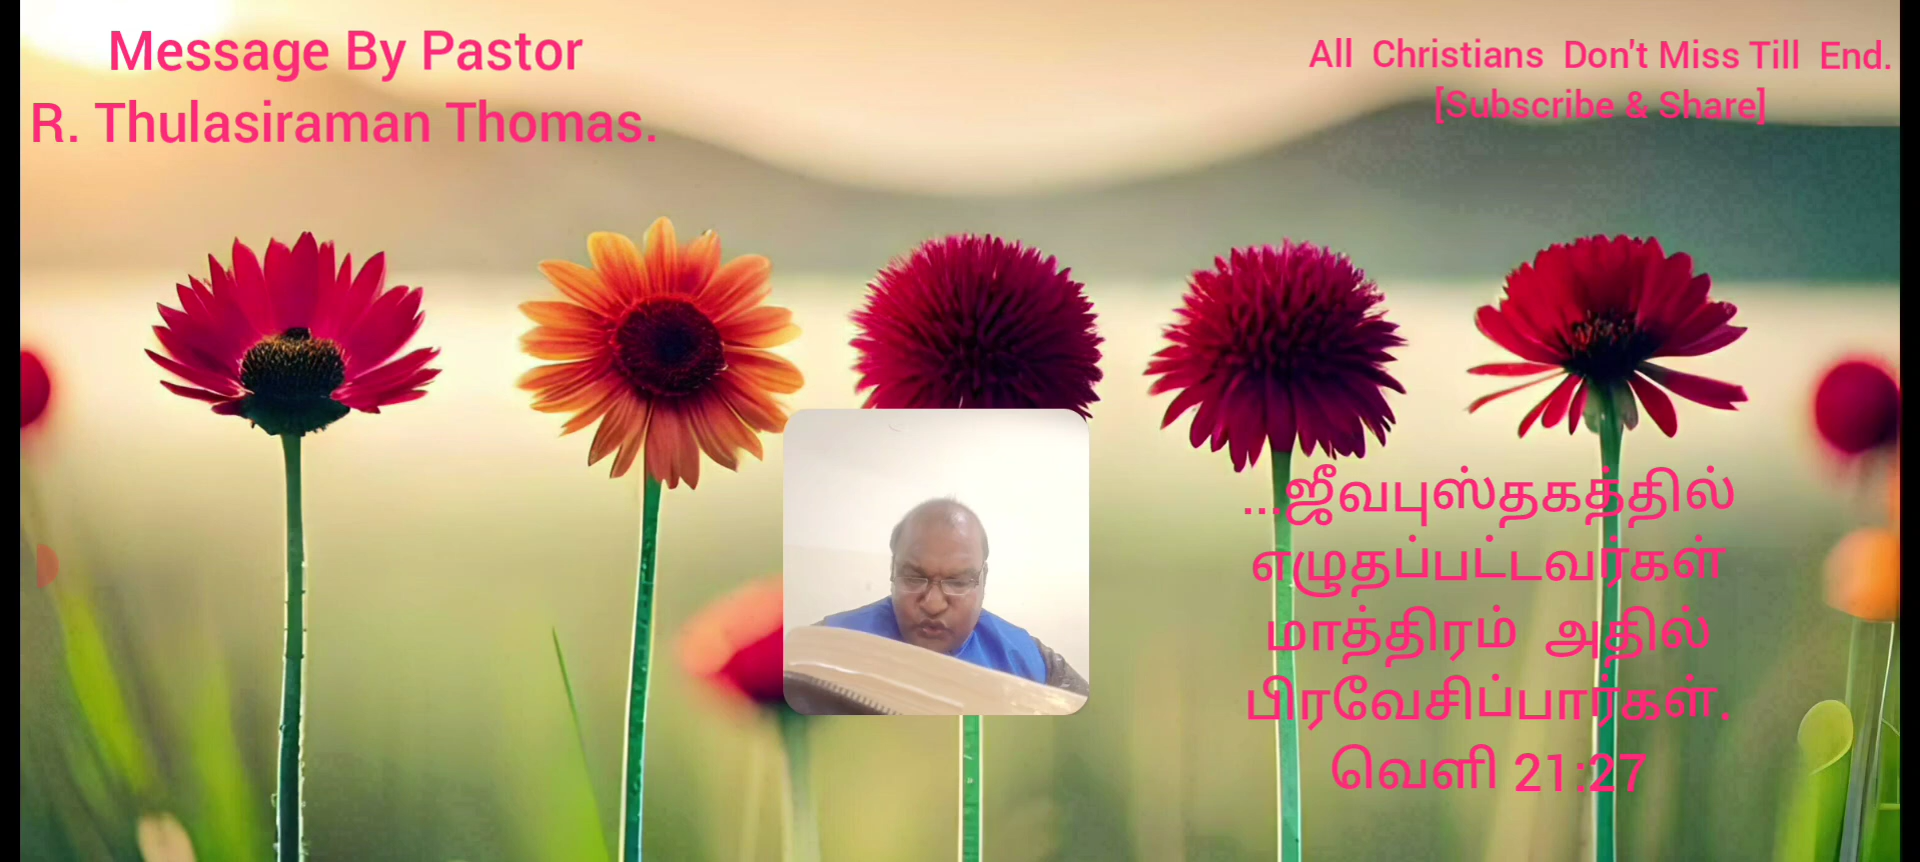 Message By Pastor
R. Thulasiraman Thomas.
All Christians Don't Miss Till End.
[Subscribe & Share]
...ஜீவபுஸ்தகத்தில்
எழுதப்பட்டவர்கள்
மாத்திரம் அதில்
பிரவேசிப்பார்கள்.
வெளி 21:27